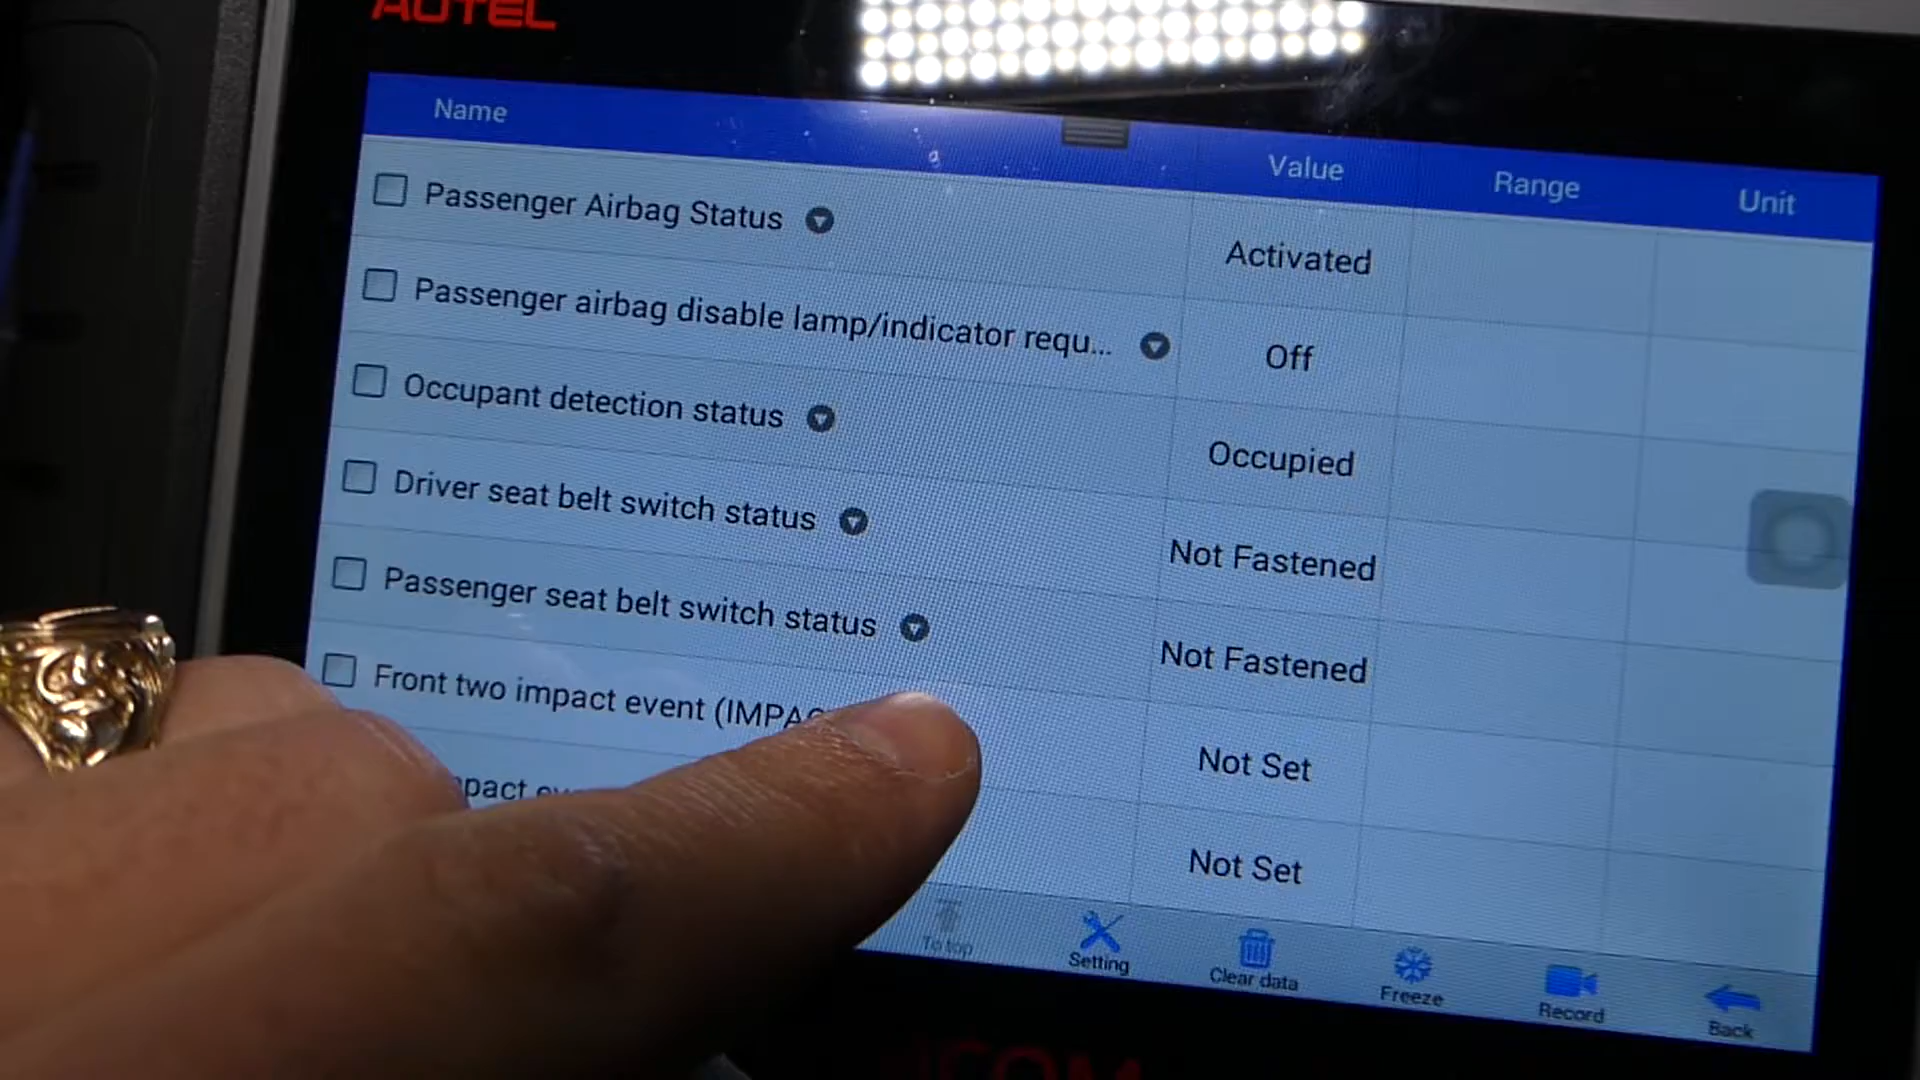 AUTEL
Name Value Range Unit
Passenger Airbag Status Activated
Passenger airbag disable lamp/indicator requ... Off
Occupant detection status Occupied
Driver seat belt switch status Not Fastened
Passenger seat belt switch status Not Fastened
Front two impact event (IMPAC Not Set
pact Not Set
To top Setting Clear data Freeze Record Back